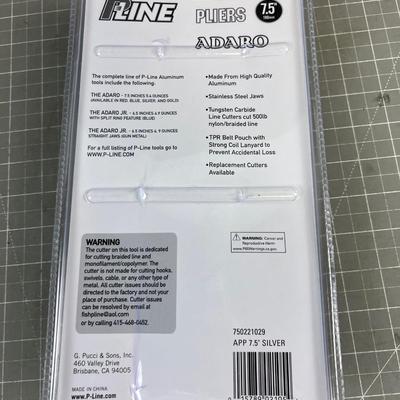 P-LINE
PLIERS
7.5"
190mm
ADARO
The complete line of P-Line Aluminum
tools include the following:
THE ADARO - 7.5 INCHES 5.4 OUNCES
(AVAILABLE IN RED, BLUE, SILVER, AND GOLD)
THE ADARO JR. - 6.5 INCHES 4.9 OUNCES
WITH SPLIT RING FEATURE (BLUE)
THE ADARO JR. - 6.5 INCHES 4.9 OUNCES
STRAIGHT JAWS (GUN METAL)
For a full listing of P-Line tools go to
WWW.P-LINE.COM
•Made From High Quality
Aluminum
•Stainless Steel Jaws
•Tungsten Carbide
Line Cutters cut 500lb
nylon/braided line
•TPR Belt Pouch with
Strong Coil Lanyard to
Prevent Accidental Loss
•Replacement Cutters
Available
WARNING
The cutter on this tool is dedicated
for cutting braided line and
monofilament/copolymer. The
cutter is not made for cutting hooks,
swivels, cable, or any other type of
metal. All cutter issues should be
directed to the factory and not your
place of purchase. Cutter issues
can be resolved by email at
fishpline@aol.com
or by calling 415-468-0452.
WARNING: Cancer and
Reproductive Harm-
www.P65Warnings.ca.gov.
G. Pucci & Sons, Inc.
460 Valley Drive
Brisbane, CA 94005
MADE IN CHINA
www.P-Line.com
750221029
APP 7.5" SILVER